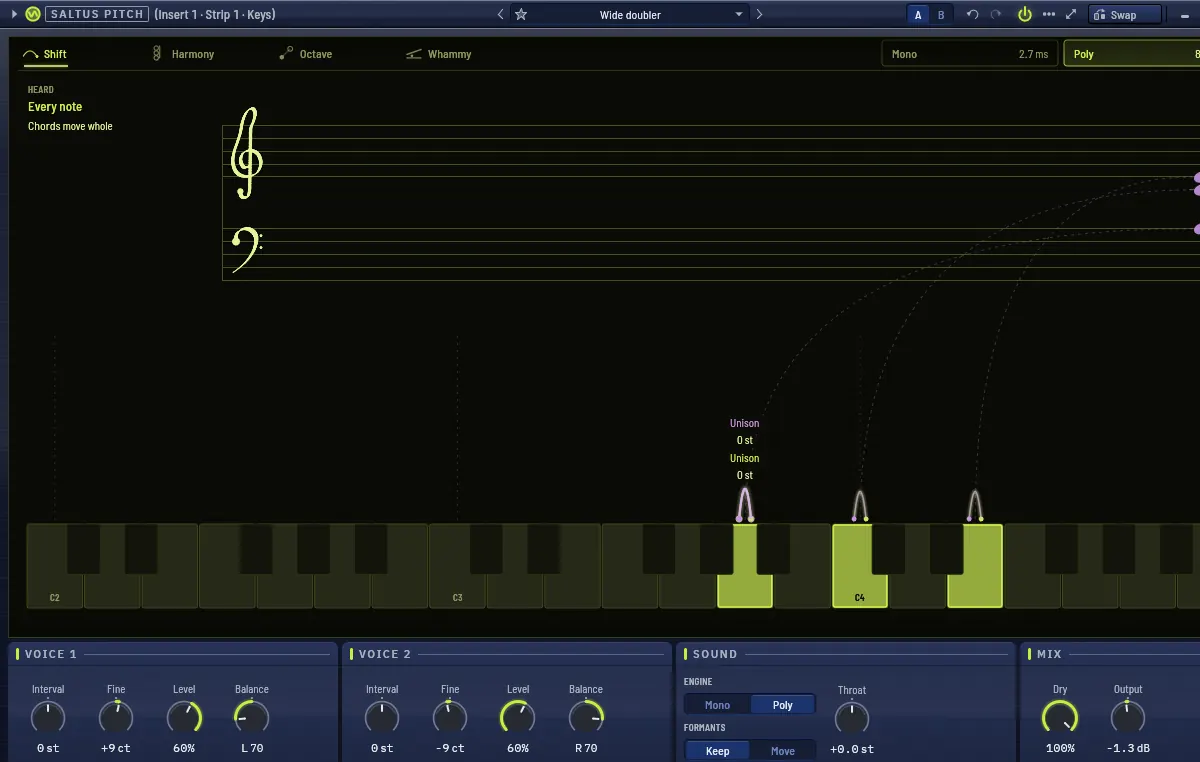 SALTUS PITCH (Insert 1 · Strip 1 · Keys) Wide doubler A B Swap
Shift Harmony Octave Whammy Mono 2.7 ms Poly 8
HEARD
Every note
Chords move whole
Unison
0 st
Unison
0 st
C2 C3 C4
VOICE 1 VOICE 2 SOUND MIX
ENGINE
Interval Fine Level Balance Interval Fine Level Balance Throat Dry Output
Mono Poly
FORMANTS
0 st +9 ct 60% L 70 0 st -9 ct 60% R 70 Keep Move +0.0 st 100% -1.3 dB